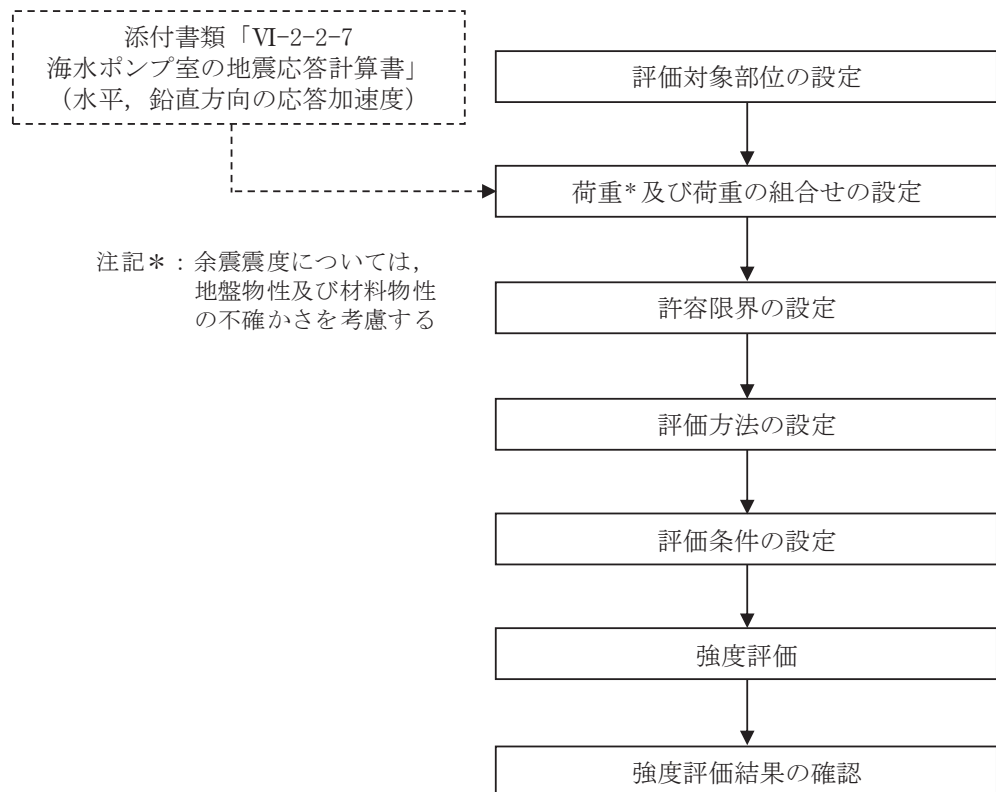 添付書類「Ⅵ-2-2-7
海水ポンプ室の地震応答計算書」
（水平，鉛直方向の応答加速度）
評価対象部位の設定
荷重*及び荷重の組合せの設定
注記＊：余震震度については，
地盤物性及び材料物性
の不確かさを考慮する
許容限界の設定
評価方法の設定
評価条件の設定
強度評価
強度評価結果の確認